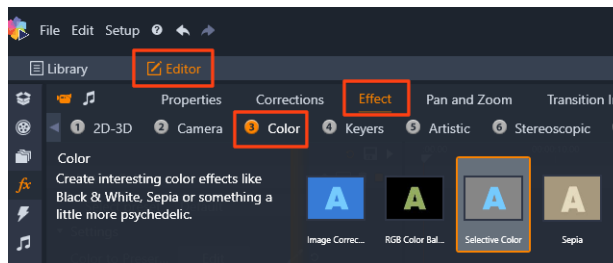 File Edit Setup ?
Library Editor
Properties Corrections Effect Pan and Zoom Transition
1 2D-3D 2 Camera 3 Color 4 Keyers 5 Artistic 6 Stereoscopic
Color
Create interesting color effects like
Black & White, Sepia or something a
little more psychedelic.
fx
A A A A
Image Correc... RGB Color Bal... Selective Color Sepia